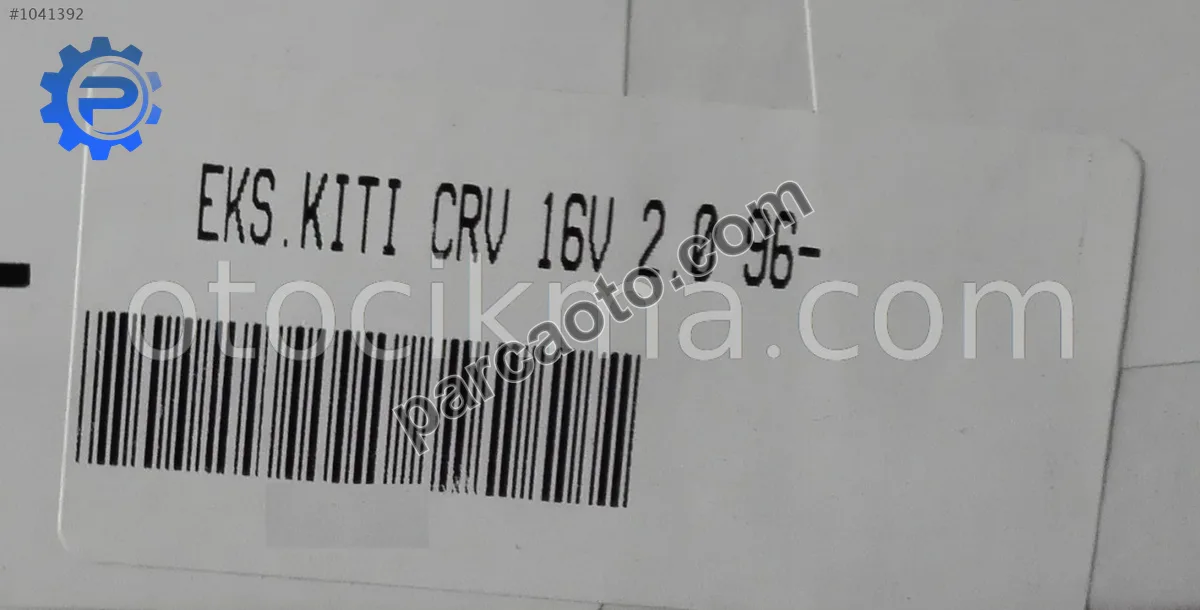 #1041392
P
EKS.KITI CRV 16V 2.0 96-
otocikma.com
parcaoto.com